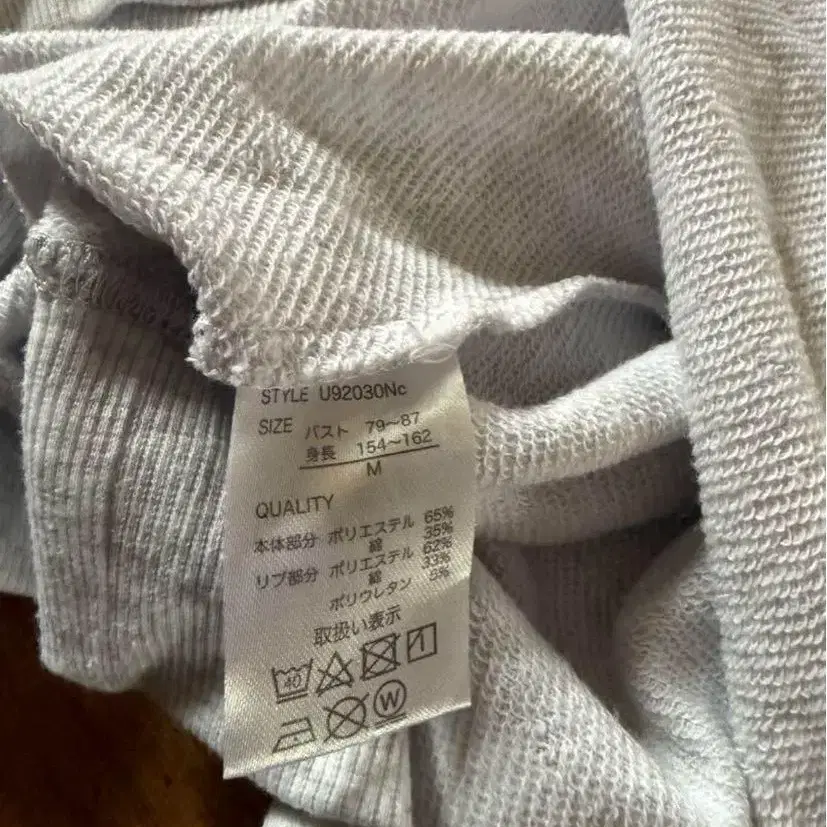 STYLE U92030Nc
SIZE バスト 79～87
身長 154～162
M
QUALITY
本体部分 ポリエステル 65%
綿 35%
リブ部分 ポリエステル 62%
綿 33%
ポリウレタン 5%
取扱い表示
40
W